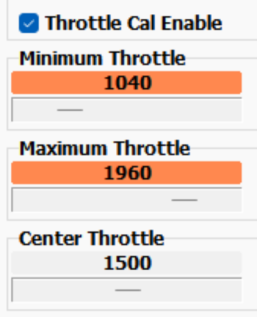 Throttle Cal Enable
Minimum Throttle
1040
Maximum Throttle
1960
Center Throttle
1500